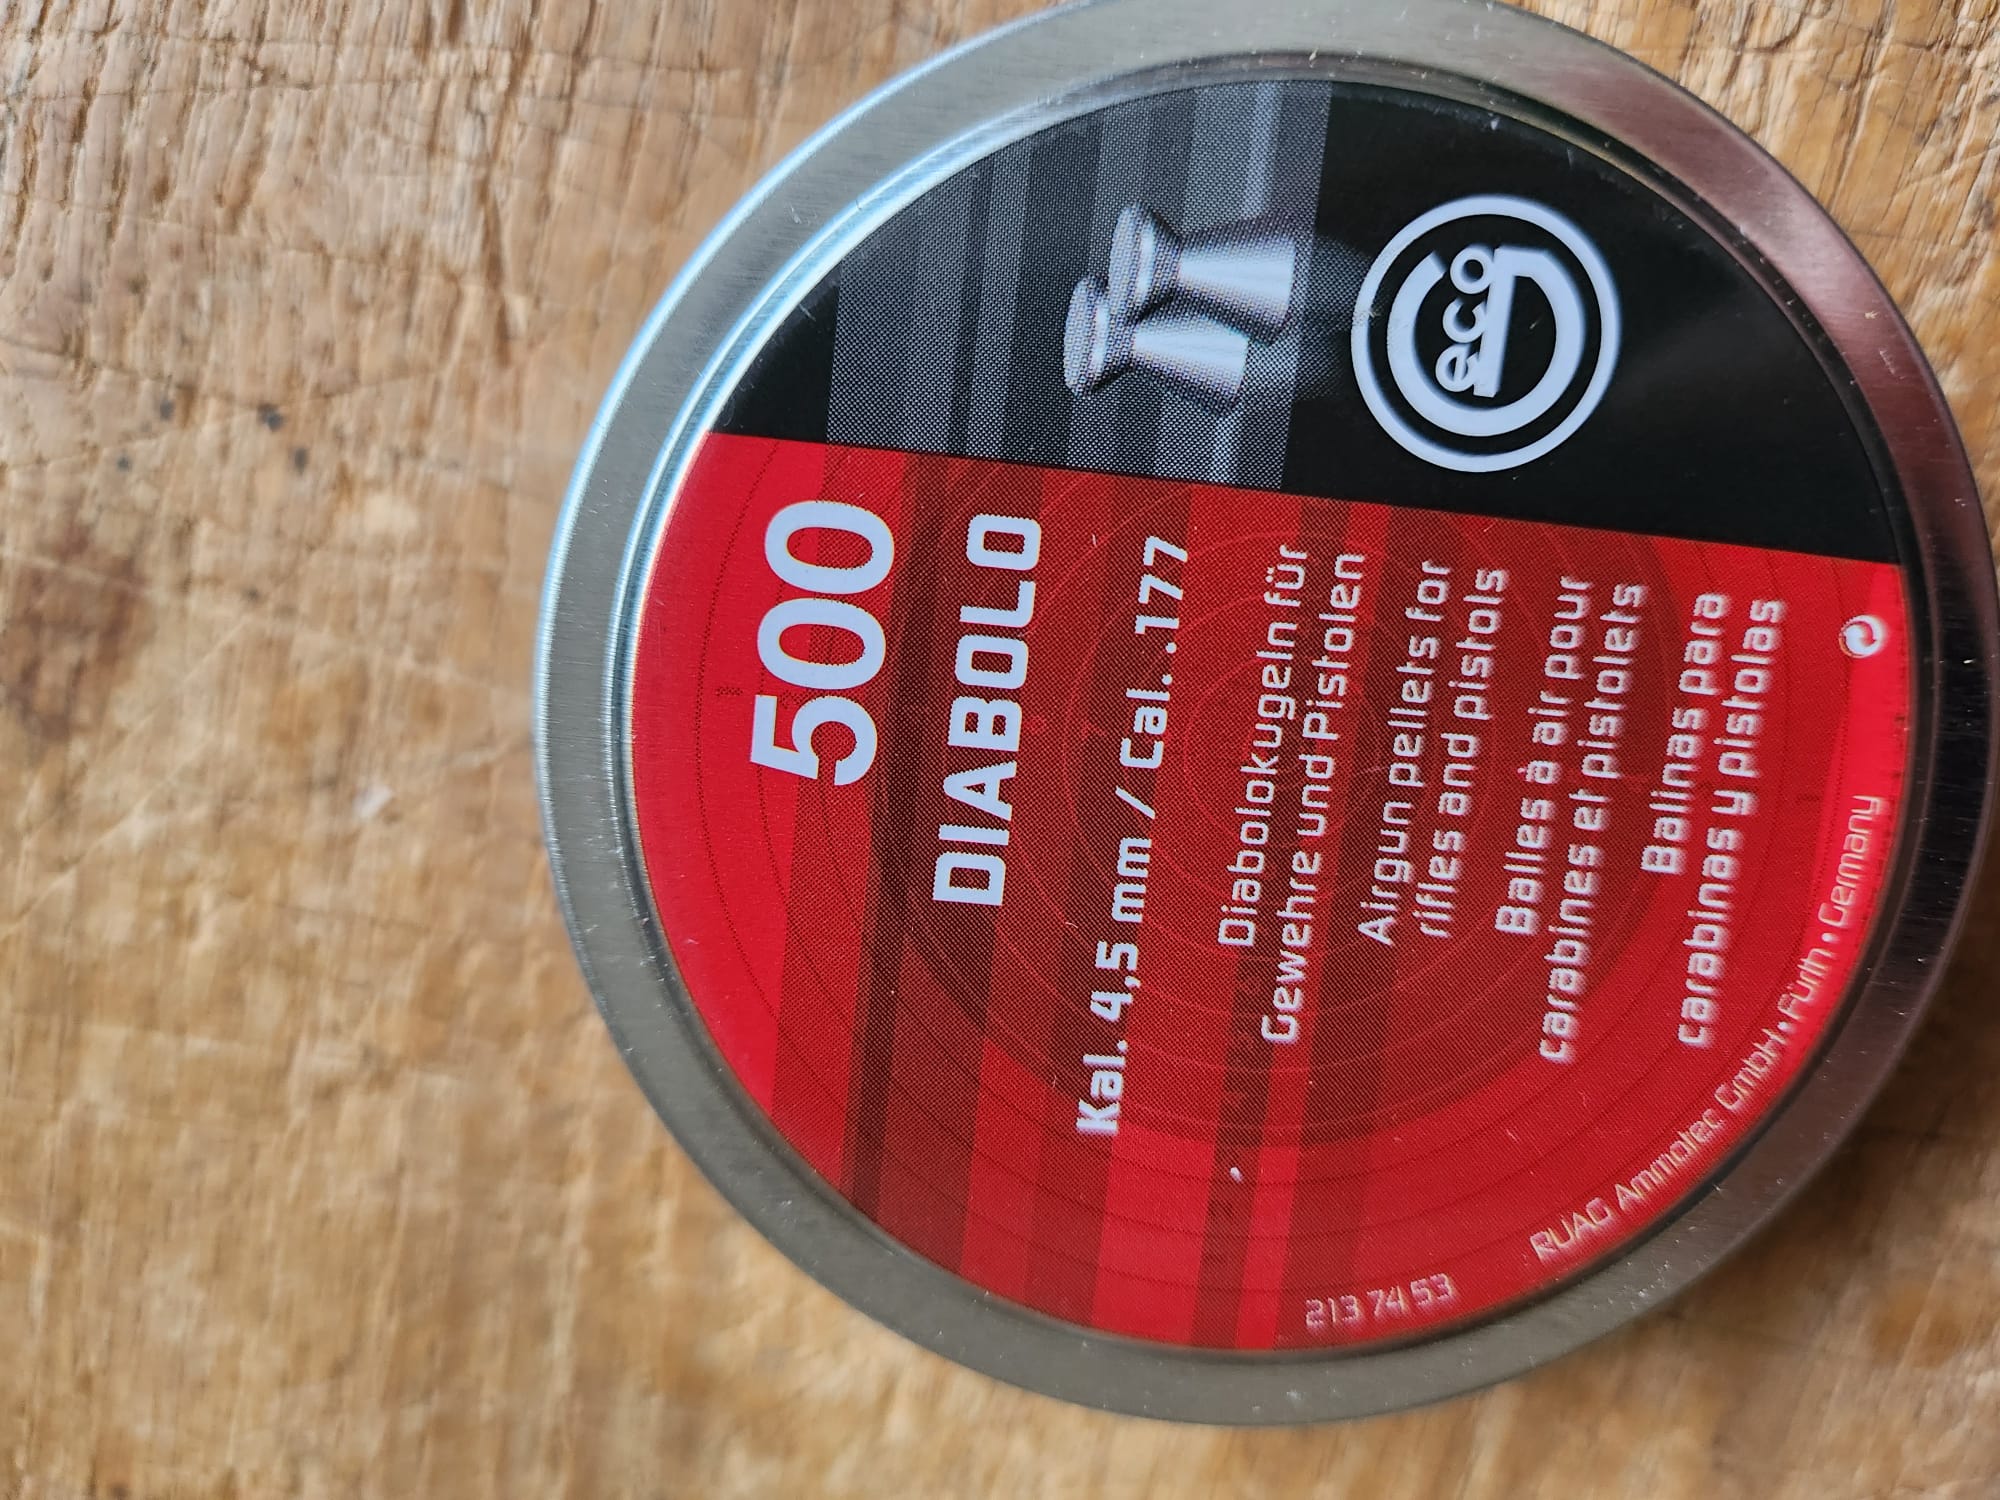 Geco
500
DIABOLO
Kal. 4,5 mm / Cal. .177
Diabolokugeln für
Gewehre und Pistolen
Airgun pellets for
rifles and pistols
Balles à air pour
carabines et pistolets
Balinas para
carabinas y pistolas
213 74 53
RUAG Ammotec GmbH • Fürth • Germany